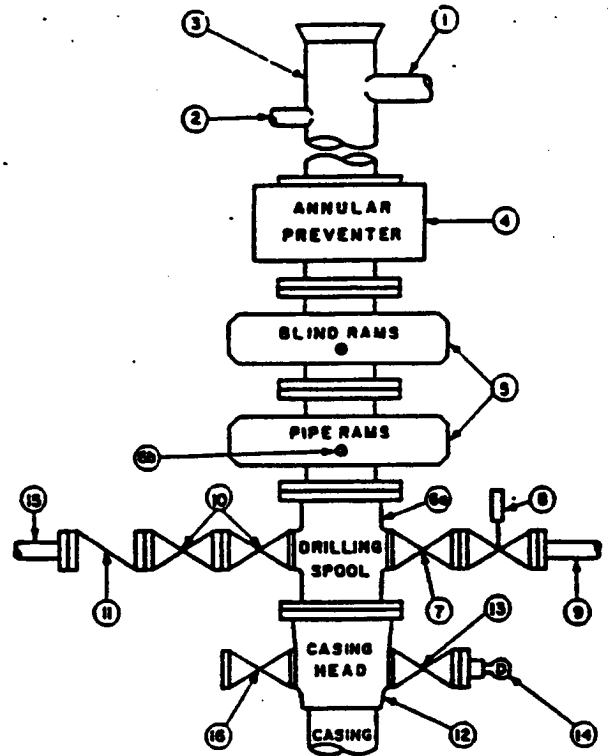 3
1
2
ANNULAR
PREVENTER
4
BLIND RAMS
5
PIPE RAMS
6b
6a
15
10
8
DRILLING
SPOOL
11
7
9
13
CASING
HEAD
16
12
14
CASING